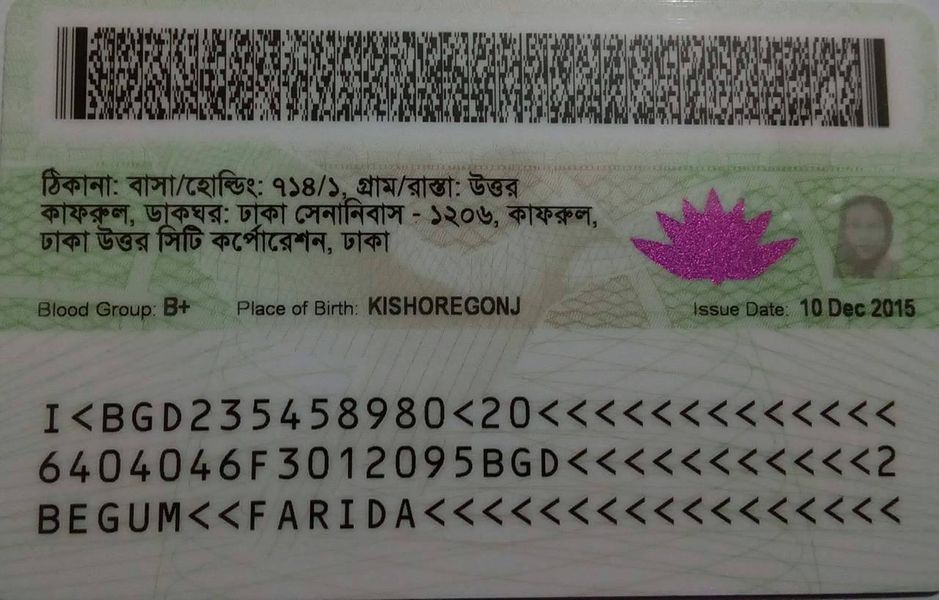 ঠিকানা: বাসা/হোল্ডিং: ৭১৪/১, গ্রাম/রাস্তা: উত্তর
কাফরুল, ডাকঘর: ঢাকা সেনানিবাস - ১২০৬, কাফরুল,
ঢাকা উত্তর সিটি কর্পোরেশন, ঢাকা
Blood Group: B+ Place of Birth: KISHOREGONJ Issue Date: 10 Dec 2015
I<BGD235458980<20<<<<<<<<<<<<<
6404046F3012095BGD<<<<<<<<<<<2
BEGUM<<FARIDA<<<<<<<<<<<<<<<<<